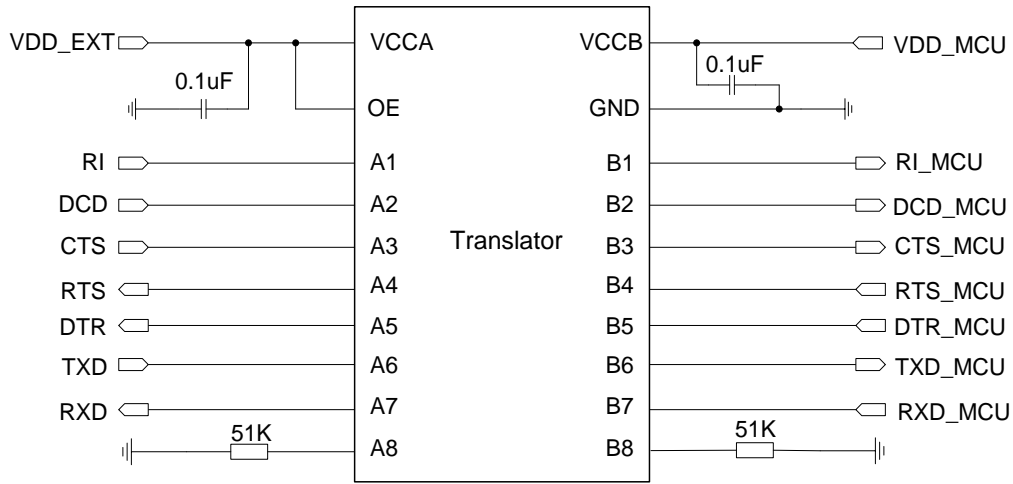 VDD_EXT VCCA VCCB VDD_MCU
0.1uF 0.1uF
OE GND
RI A1 B1 RI_MCU
DCD A2 B2 DCD_MCU
Translator
CTS A3 B3 CTS_MCU
RTS A4 B4 RTS_MCU
DTR A5 B5 DTR_MCU
TXD A6 B6 TXD_MCU
RXD A7 B7 RXD_MCU
51K 51K
A8 B8